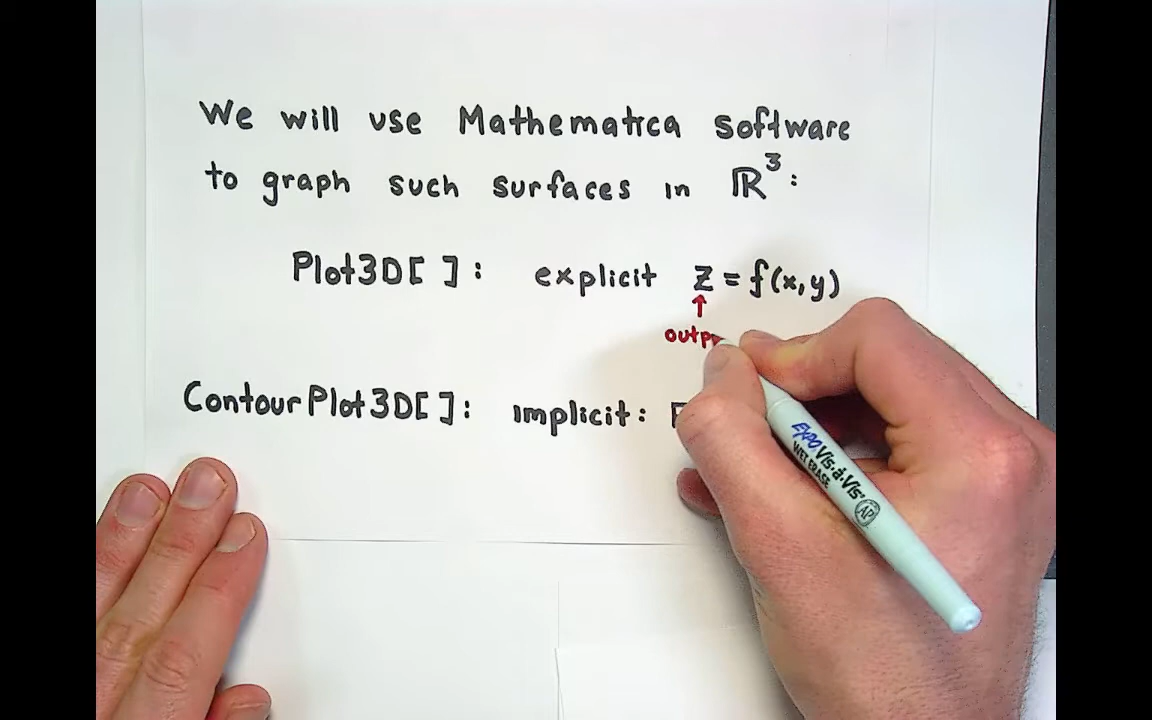 We will use Mathematica software
to graph such surfaces in ℝ³:
Plot3D[ ]: explicit z = f(x,y)
↑
outp
ContourPlot3D[ ]: implicit:
EXPO Vis-à-Vis
WET ERASE
AP